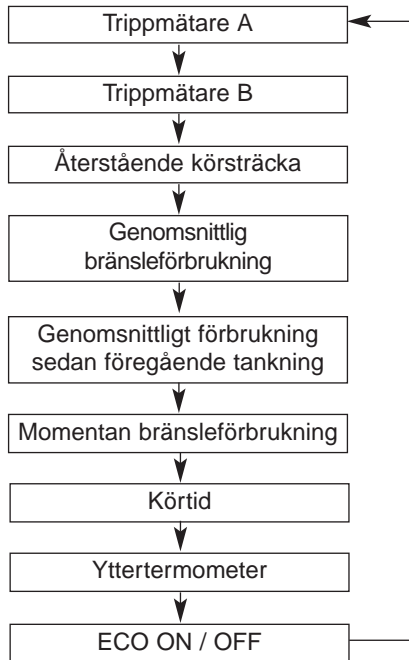 Trippmätare A
Trippmätare B
Återstående körsträcka
Genomsnittlig
bränsleförbrukning
Genomsnittligt förbrukning
sedan föregående tankning
Momentan bränsleförbrukning
Körtid
Yttertermometer
ECO ON / OFF